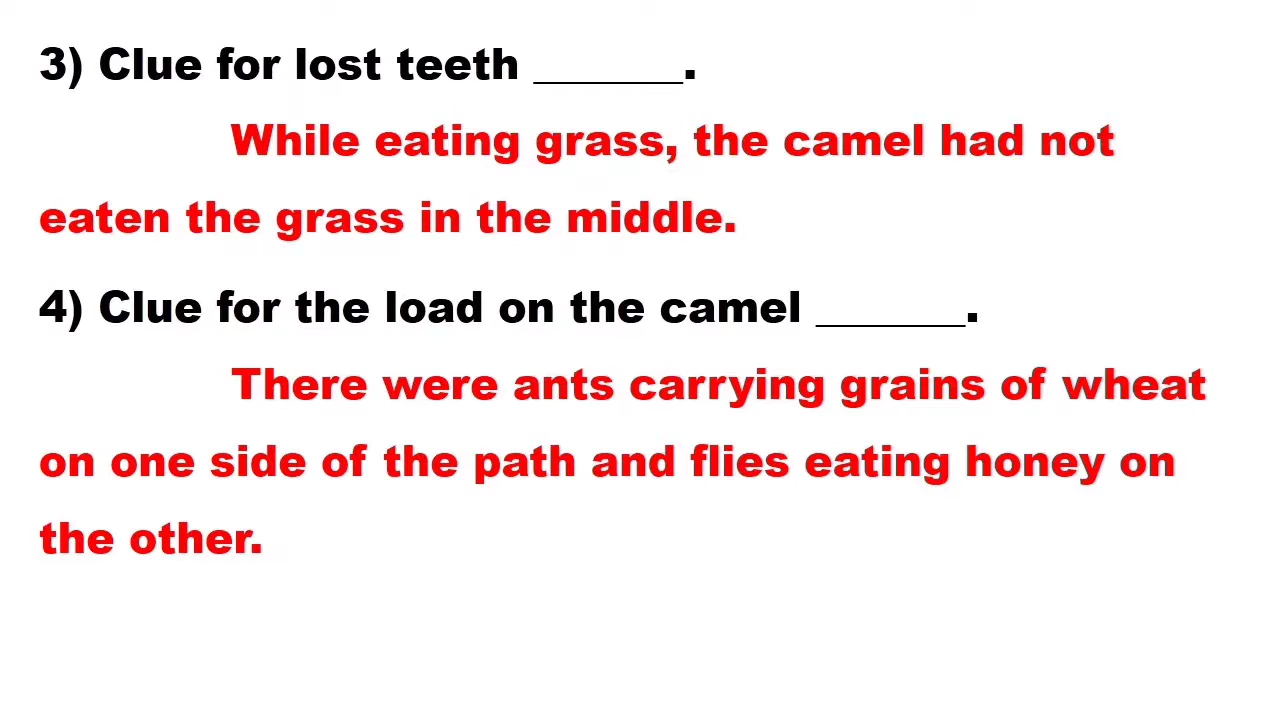 3) Clue for lost teeth _______.
While eating grass, the camel had not
eaten the grass in the middle.
4) Clue for the load on the camel _______.
There were ants carrying grains of wheat
on one side of the path and flies eating honey on
the other.